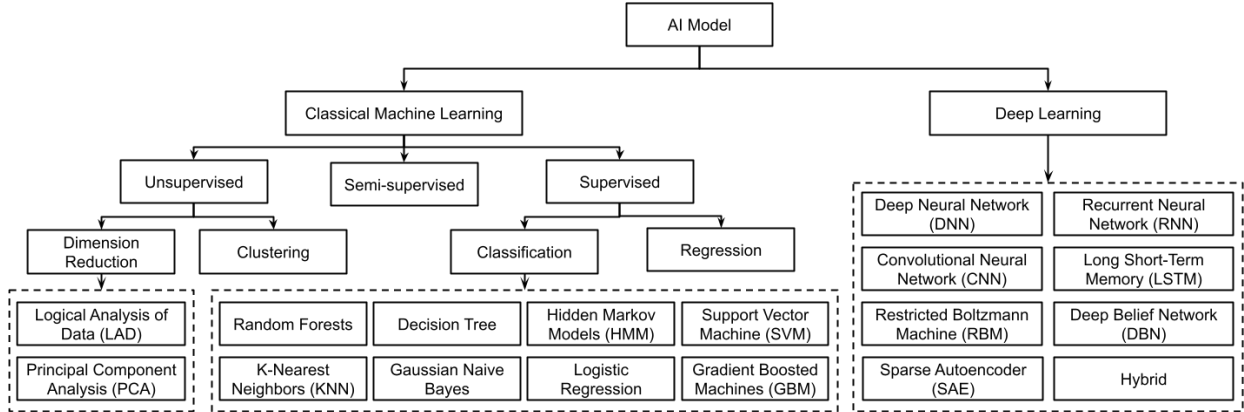 AI Model
Classical Machine Learning
Deep Learning
Unsupervised
Semi-supervised
Supervised
Dimension
Reduction
Clustering
Classification
Regression
Logical Analysis of
Data (LAD)
Principal Component
Analysis (PCA)
Random Forests
Decision Tree
Hidden Markov
Models (HMM)
Support Vector
Machine (SVM)
K-Nearest
Neighbors (KNN)
Gaussian Naive
Bayes
Logistic
Regression
Gradient Boosted
Machines (GBM)
Deep Neural Network
(DNN)
Recurrent Neural
Network (RNN)
Convolutional Neural
Network (CNN)
Long Short-Term
Memory (LSTM)
Restricted Boltzmann
Machine (RBM)
Deep Belief Network
(DBN)
Sparse Autoencoder
(SAE)
Hybrid